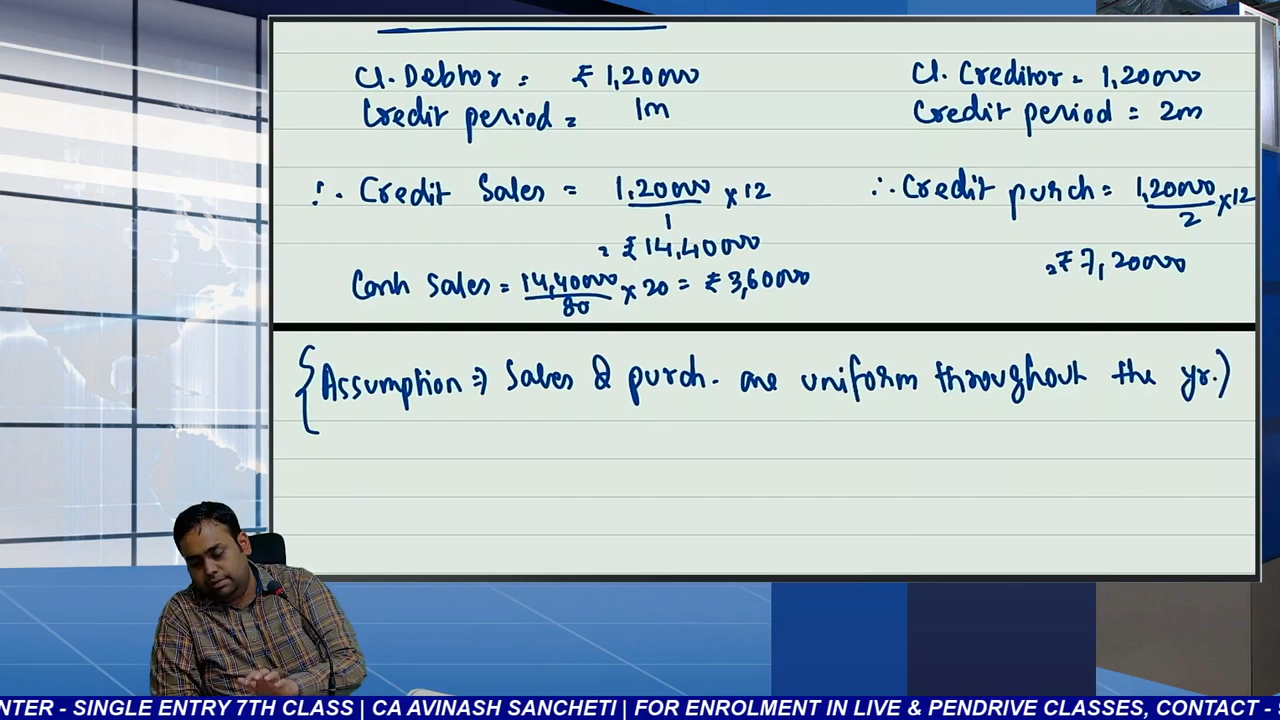 Cl. Debtor = ₹ 1,20000
Credit period = 1m
∴ Credit Sales = 1,20000/1 x 12
= ₹ 14,40000
Cash Sales = 14,40000/80 x 20 = ₹ 3,60000
Cl. Creditor = 1,20000
Credit period = 2m
∴ Credit purch = 1,20000/2 x 12
= ₹ 7,20000
{Assumption ⇒ Sales & purch. are uniform throughout the yr.)
NTER - SINGLE ENTRY 7TH CLASS | CA AVINASH SANCHETI | FOR ENROLMENT IN LIVE & PENDRIVE CLASSES, CONTACT -